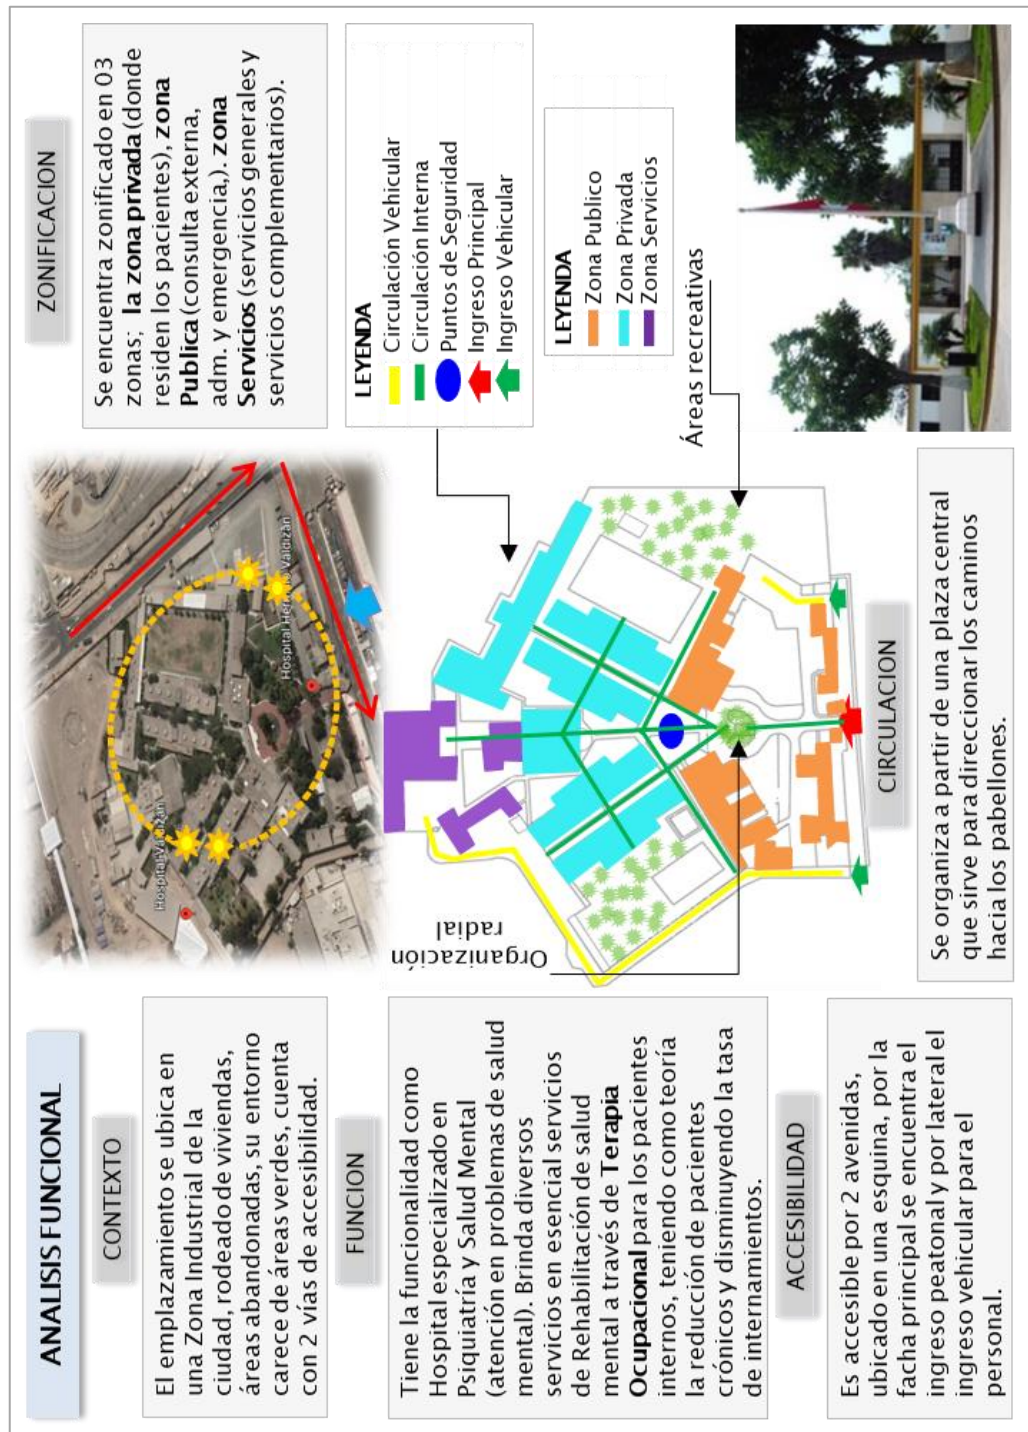 ANALISIS FUNCIONAL
CONTEXTO
El emplazamiento se ubica en
una Zona Industrial de la
ciudad, rodeado de viviendas,
áreas abandonadas, su entorno
carece de áreas verdes, cuenta
con 2 vías de accesibilidad.
FUNCION
Tiene la funcionalidad como
Hospital especializado en
Psiquiatría y Salud Mental
(atención en problemas de salud
mental). Brinda diversos
servicios en esencial servicios
de Rehabilitación de salud
mental a través de Terapia
Ocupacional para los pacientes
internos, teniendo como teoría
la reducción de pacientes
crónicos y disminuyendo la tasa
de internamientos.
ACCESIBILIDAD
Es accesible por 2 avenidas,
ubicado en una esquina, por la
facha principal se encuentra el
ingreso peatonal y por lateral el
ingreso vehicular para el
personal.
Hospital Valdizán
Hospital Hermilio Valdizán
Organización
radial
CIRCULACION
Se organiza a partir de una plaza central
que sirve para direccionar los caminos
hacia los pabellones.
ZONIFICACION
Se encuentra zonificado en 03
zonas; la zona privada (donde
residen los pacientes), zona
Publica (consulta externa,
adm. y emergencia,). zona
Servicios (servicios generales y
servicios complementarios).
LEYENDA
Circulación Vehicular
Circulación Interna
Puntos de Seguridad
Ingreso Principal
Ingreso Vehicular
LEYENDA
Zona Publico
Zona Privada
Zona Servicios
Áreas recreativas